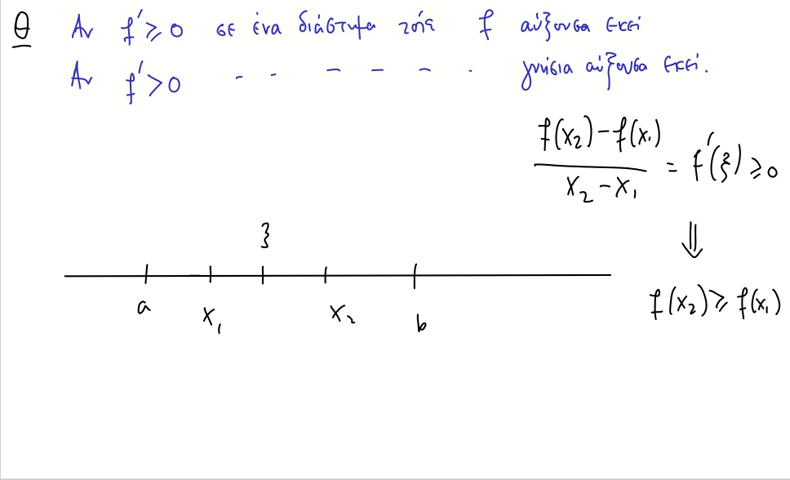 Θ Αν f' ≥ 0 σε ένα διάστημα τότε f αύξουσα εκεί
Αν f' > 0 - - - - - . γνήσια αύξουσα εκεί.
(f(x₂) - f(x₁)) / (x₂ - x₁) = f'(ξ) ≥ 0
⇓
f(x₂) ≥ f(x₁)
ξ
a x₁ x₂ b